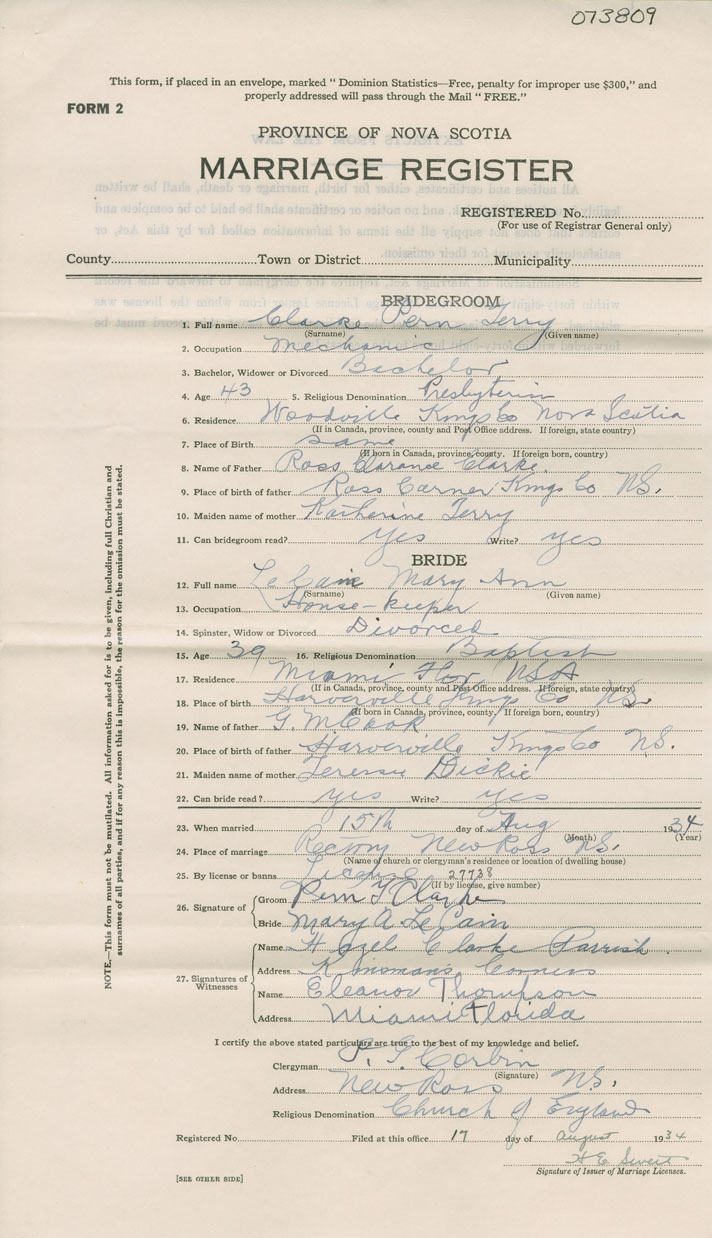 073809
This form, if placed in an envelope, marked "Dominion Statistics—Free, penalty for improper use $300," and
properly addressed will pass through the Mail "FREE."
FORM 2
PROVINCE OF NOVA SCOTIA
MARRIAGE REGISTER
REGISTERED No.
(For use of Registrar General only)
County Town or District Municipality
BRIDEGROOM
1. Full name Clarke Pern Terry
(Surname) (Given name)
2. Occupation Mechanic
3. Bachelor, Widower or Divorced Bachelor
4. Age 43 5. Religious Denomination Presbyterin
6. Residence Woodville Kings Co Nova Scotia
(If in Canada, province, county and Post Office address. If foreign, state country)
7. Place of Birth same
(If born in Canada, province, county. If foreign born, country)
8. Name of Father Ross Clarance Clarke.
9. Place of birth of father Ross Corner Kings Co NS.
10. Maiden name of mother Katherine Terry
11. Can bridegroom read? yes Write? yes
BRIDE
12. Full name Le Cain Mary Ann
(Surname) (Given name)
13. Occupation House-keeper
14. Spinster, Widow or Divorced Divorced
15. Age 39 16. Religious Denomination Baptist
17. Residence Miami Flor USA
(If in Canada, province, county and Post Office address. If foreign, state country)
18. Place of birth Kings Co NS.
(If born in Canada, province, county. If foreign born, country)
19. Name of father G. M. Cook
20. Place of birth of father Kings Co N.S.
21. Maiden name of mother Dickie
22. Can bride read? yes Write? yes
23. When married 15th day of Aug 1934
(Month) (Year)
24. Place of marriage Rectory New Ross N.S.
(Name of church or clergyman's residence or location of dwelling house)
25. By license or banns License 27738
(If by license, give number)
26. Signature of
Groom Pern T Clarke
Bride Mary A Le Cain
27. Signatures of Witnesses
Name Hazel Clarke Parrish
Address Kinsmans Corners
Name Eleanor Thompson
Address Miami Florida
I certify the above stated particulars are true to the best of my knowledge and belief.
Clergyman Corbin
(Signature)
Address New Ross N.S.
Religious Denomination Church of England
Registered No. Filed at this office 17 day of August 1934
H E Sweet
Signature of Issuer of Marriage Licenses.
[SEE OTHER SIDE]
NOTE.—This form must not be mutilated. All information asked for is to be given, including full Christian and
surnames of all parties, and if for any reason this is impossible, the reason for the omission must be stated.